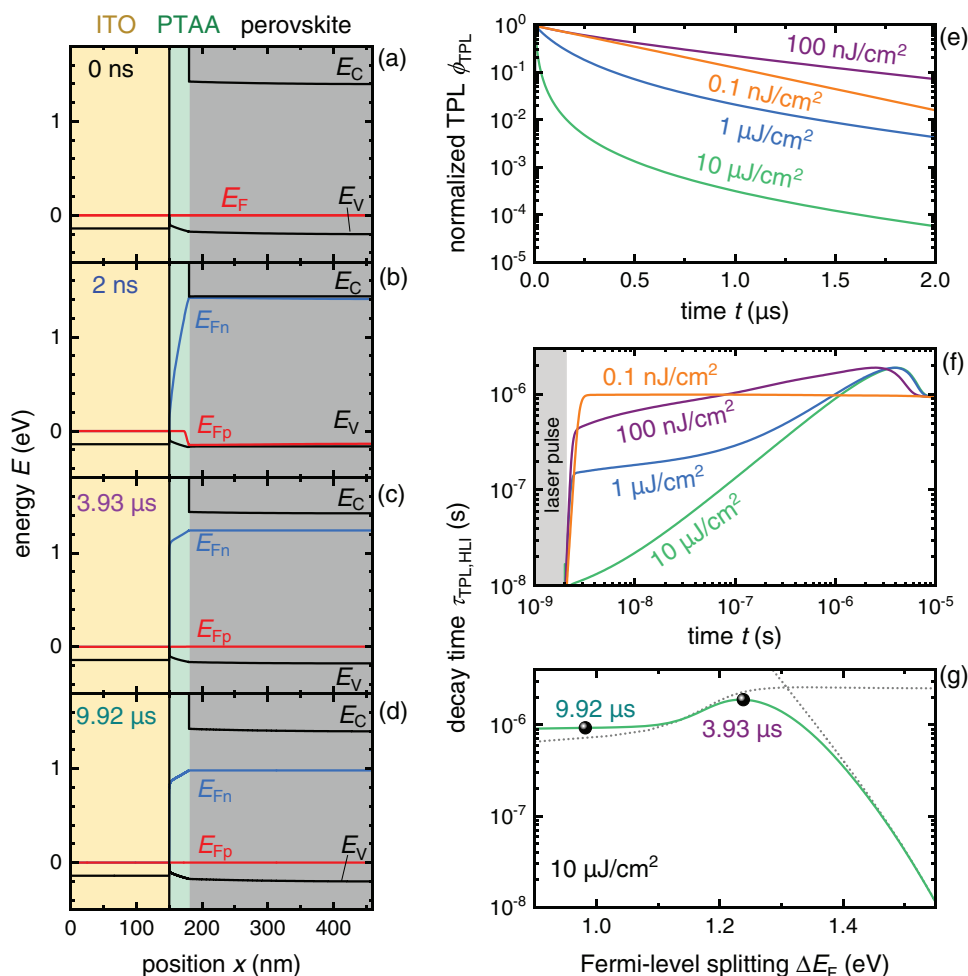 ITO PTAA perovskite
(a)
0 ns
E_C
E_F
E_V
1
0
(b)
2 ns
E_C
E_Fn
E_Fp
E_V
1
0
(c)
3.93 µs
E_C
E_Fn
E_Fp
E_V
1
0
(d)
9.92 µs
E_C
E_Fn
E_Fp
E_V
1
0
0 100 200 300 400
position x (nm)
energy E (eV)
(e)
normalized TPL ϕ_TPL
10⁰
10⁻¹
10⁻²
10⁻³
10⁻⁴
10⁻⁵
100 nJ/cm²
0.1 nJ/cm²
1 µJ/cm²
10 µJ/cm²
0.0 0.5 1.0 1.5 2.0
time t (µs)
(f)
laser pulse
0.1 nJ/cm²
100 nJ/cm²
1 µJ/cm²
10 µJ/cm²
10⁻⁶
10⁻⁷
10⁻⁸
10⁻⁹ 10⁻⁸ 10⁻⁷ 10⁻⁶ 10⁻⁵
time t (s)
decay time τ_TPL,HLI (s)
(g)
9.92 µs
3.93 µs
10 µJ/cm²
10⁻⁶
10⁻⁷
10⁻⁸
1.0 1.2 1.4
Fermi-level splitting ΔE_F (eV)